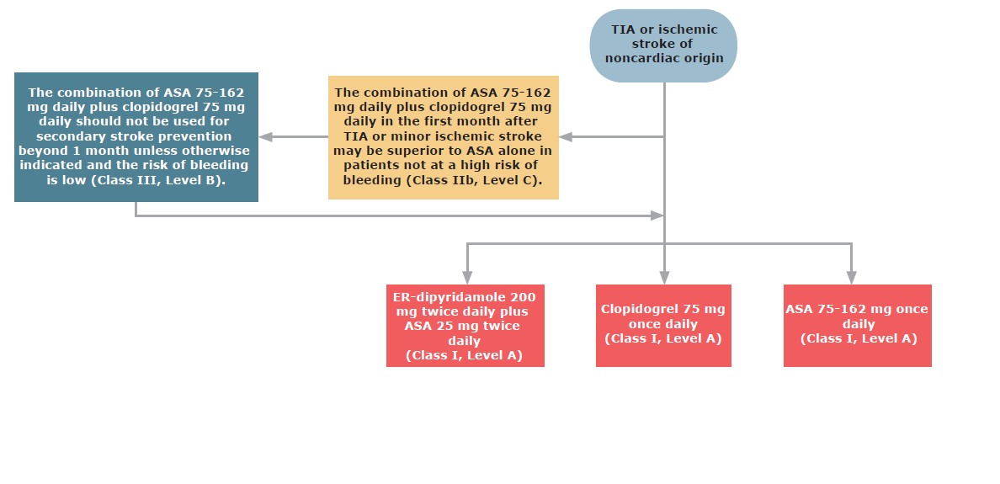 TIA or ischemic
stroke of
noncardiac origin
The combination of ASA 75-162
mg daily plus clopidogrel 75 mg
daily should not be used for
secondary stroke prevention
beyond 1 month unless otherwise
indicated and the risk of bleeding
is low (Class III, Level B).
The combination of ASA 75-162
mg daily plus clopidogrel 75 mg
daily in the first month after
TIA or minor ischemic stroke
may be superior to ASA alone in
patients not at a high risk of
bleeding (Class IIb, Level C).
ER-dipyridamole 200
mg twice daily plus
ASA 25 mg twice
daily
(Class I, Level A)
Clopidogrel 75 mg
once daily
(Class I, Level A)
ASA 75-162 mg once
daily
(Class I, Level A)